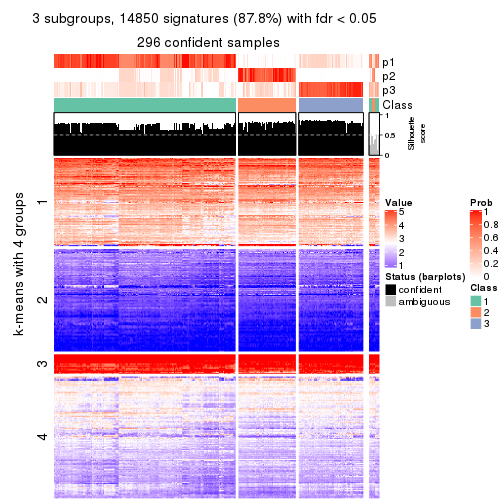 3 subgroups, 14850 signatures (87.8%) with fdr < 0.05
296 confident samples
p1
p2
p3
Class
1
0.5
0
Silhouette
score
k-means with 4 groups
1
2
3
4
Value
5
4
3
2
1
Status (barplots)
confident
ambiguous
Prob
1
0.8
0.6
0.4
0.2
0
Class
1
2
3